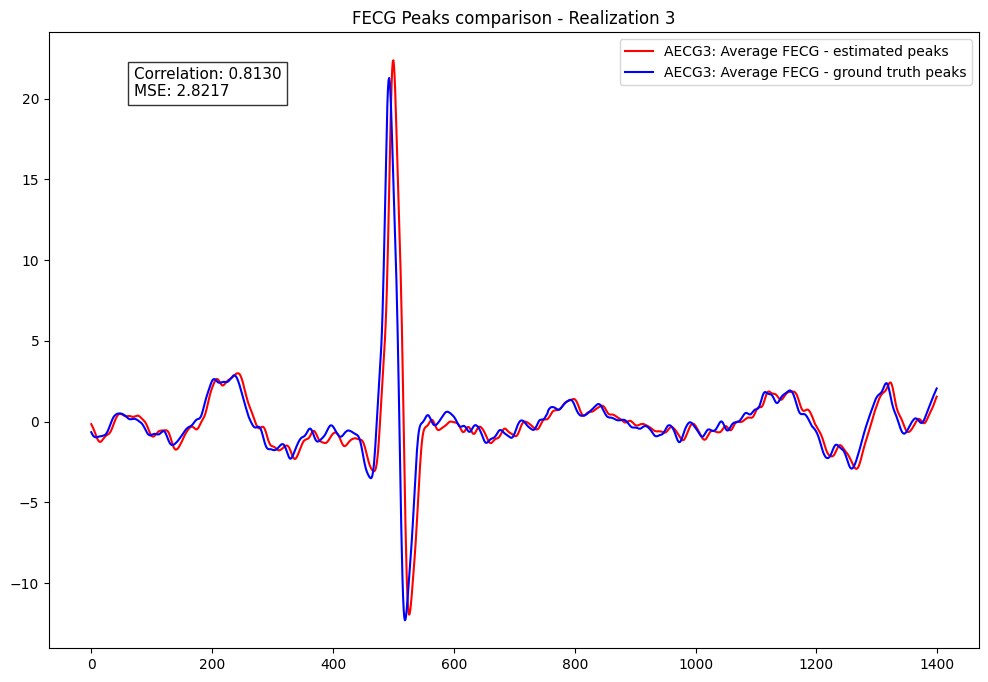 FECG Peaks comparison - Realization 3
Correlation: 0.8130
MSE: 2.8217
AECG3: Average FECG - estimated peaks
AECG3: Average FECG - ground truth peaks
20
15
10
5
0
−5
−10
0 200 400 600 800 1000 1200 1400